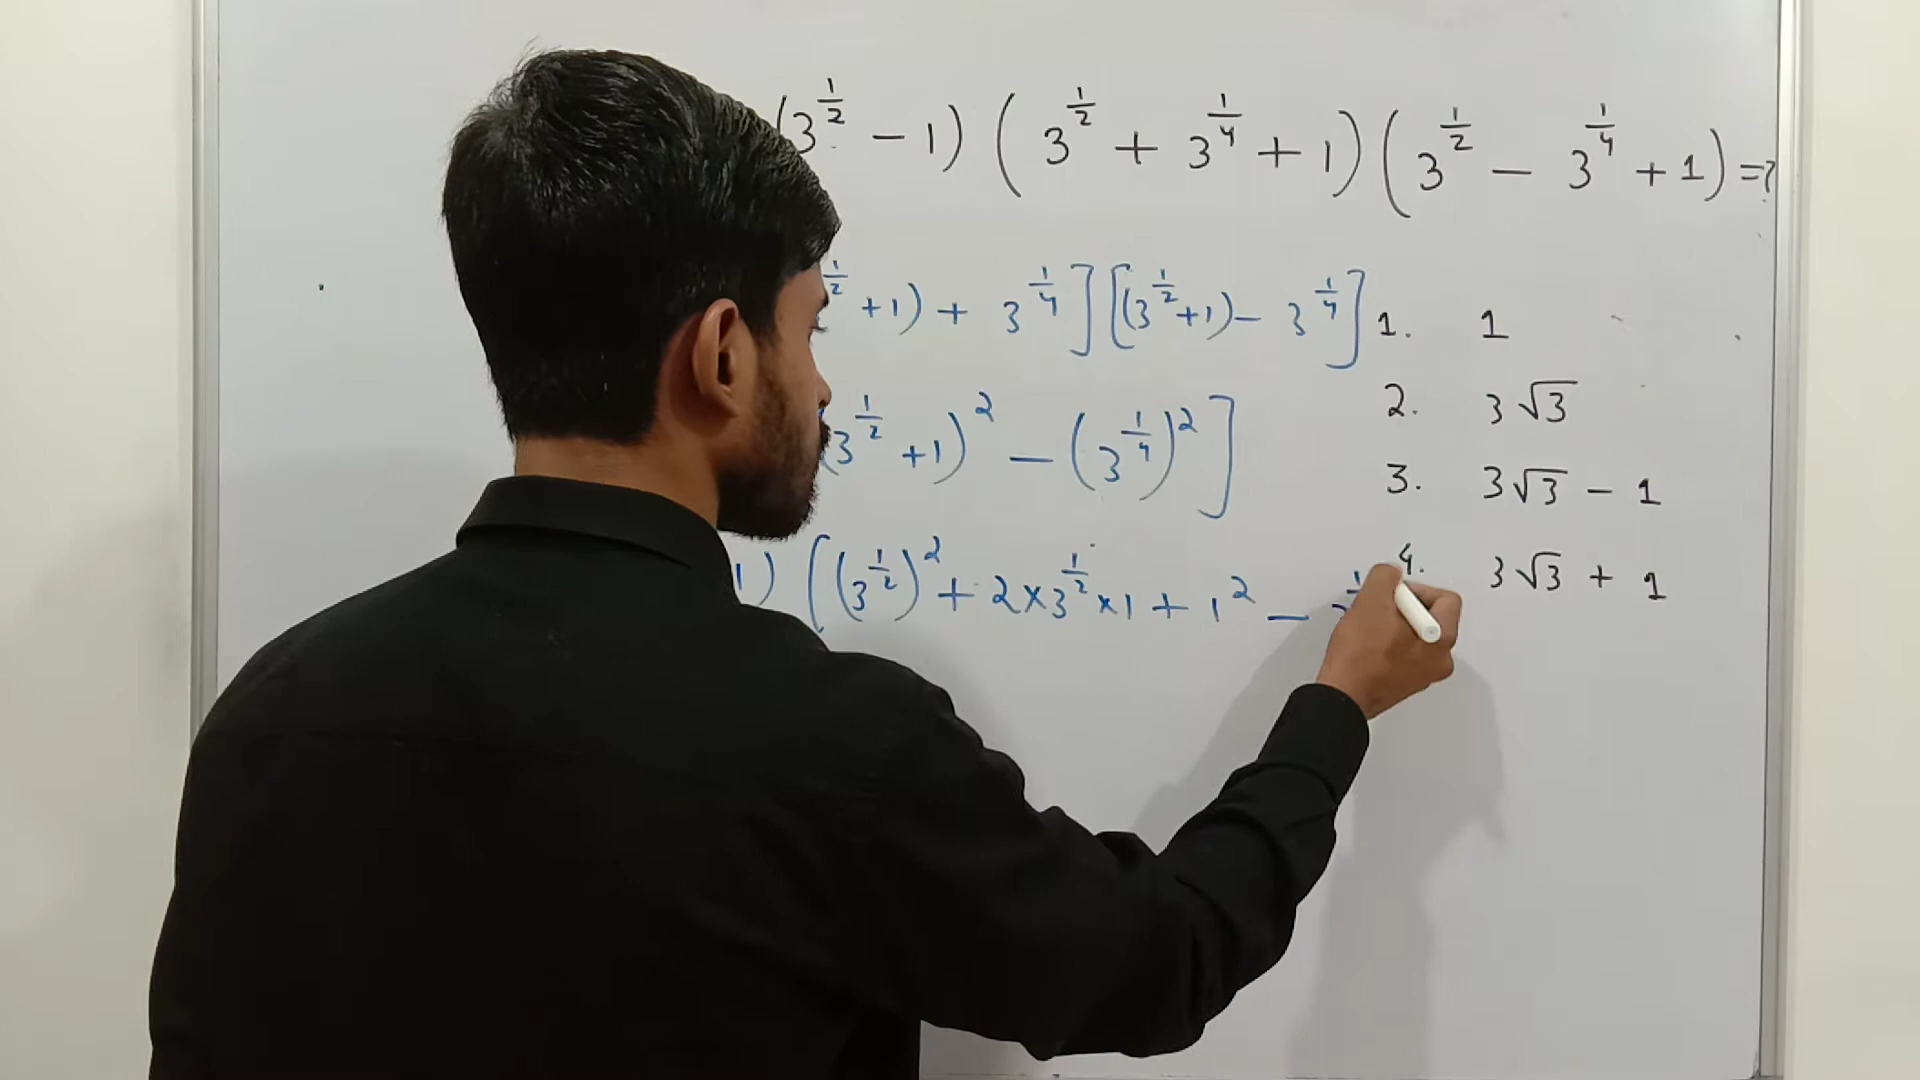 (3^{1/2} - 1) (3^{1/2} + 3^{1/4} + 1) (3^{1/2} - 3^{1/4} + 1) = ?
^{1/2} + 1) + 3^{1/4}] [(3^{1/2} + 1) - 3^{1/4}]
(3^{1/2} + 1)^2 - (3^{1/4})^2]
1) [(3^{1/2})^2 + 2 × 3^{1/2} × 1 + 1^2 -
1. 1
2. 3√3
3. 3√3 - 1
4. 3√3 + 1